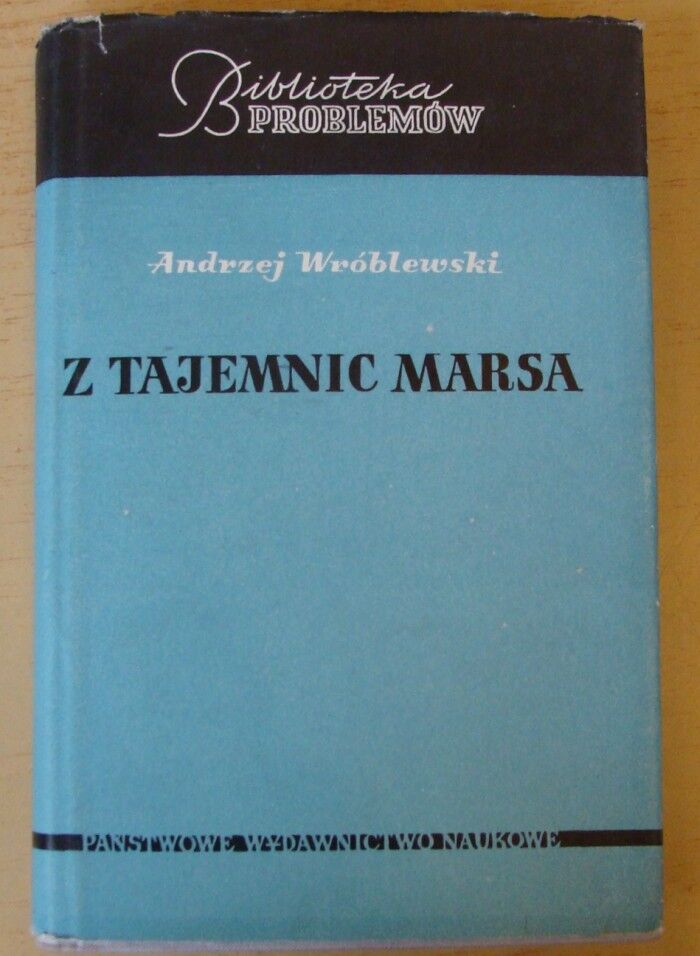 Biblioteka
PROBLEMÓW
Andrzej Wróblewski
Z TAJEMNIC MARSA
PAŃSTWOWE WYDAWNICTWO NAUKOWE